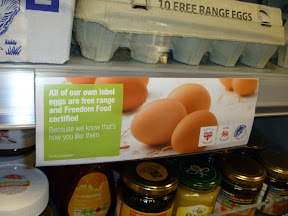 10 FREE RANGE EGGS
All of our own label
eggs are free range
and Freedom Food
certified
Because we know that's
how you like them.